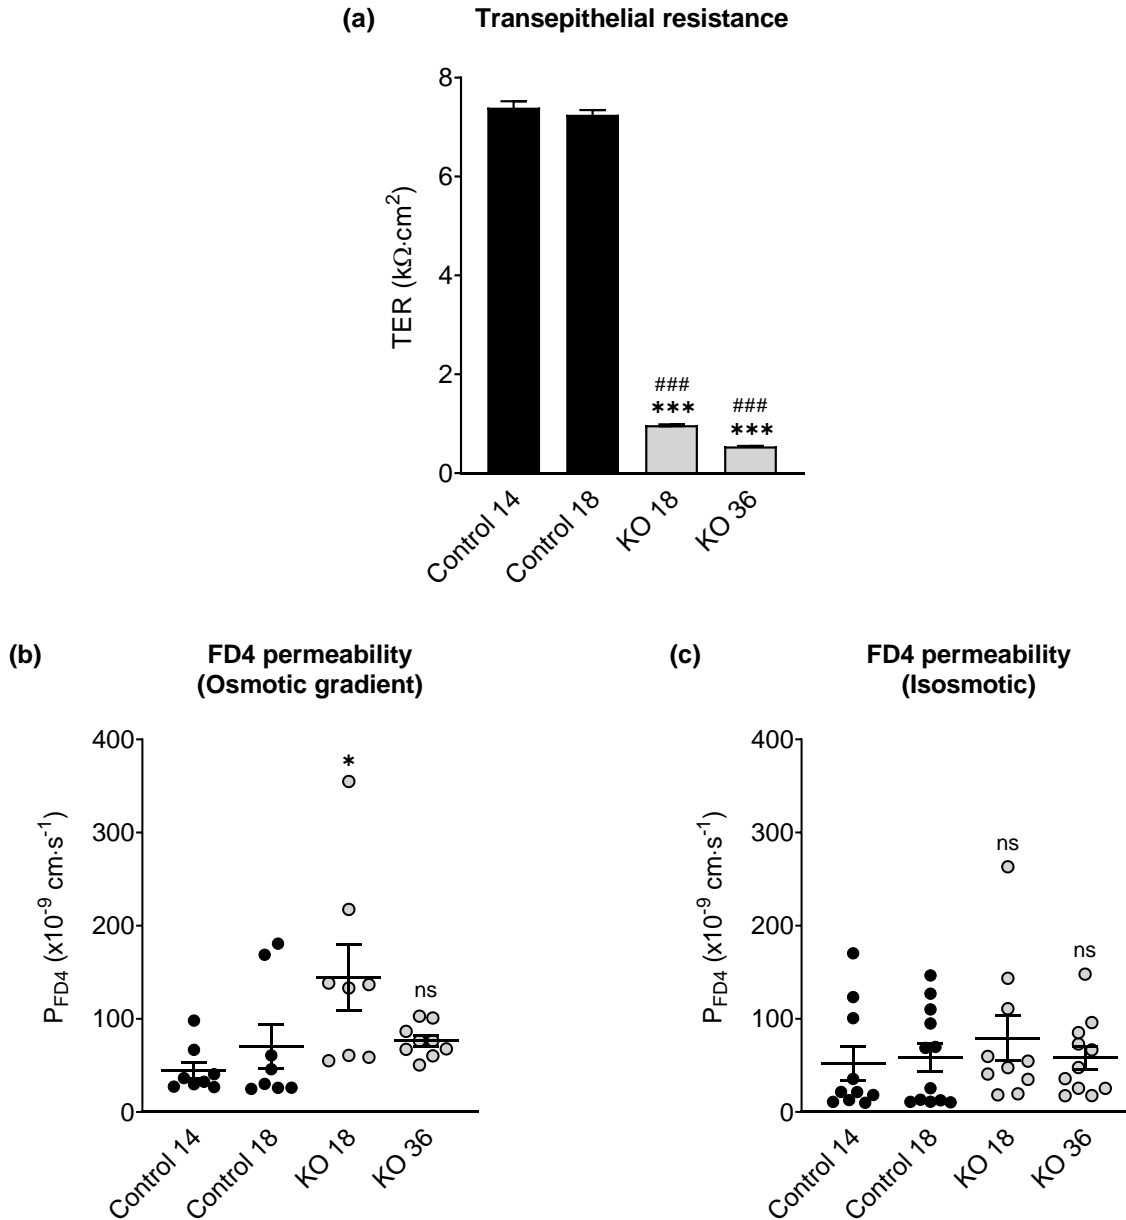 (a) Transepithelial resistance
TER (kΩ·cm²)
8
6
4
2
0
###
***
###
***
Control 14
Control 18
KO 18
KO 36
(b) FD4 permeability
(Osmotic gradient)
P_FD4 (x10⁻⁹ cm·s⁻¹)
400
300
200
100
0
*
ns
Control 14
Control 18
KO 18
KO 36
(c) FD4 permeability
(Isosmotic)
P_FD4 (x10⁻⁹ cm·s⁻¹)
400
300
200
100
0
ns
ns
Control 14
Control 18
KO 18
KO 36